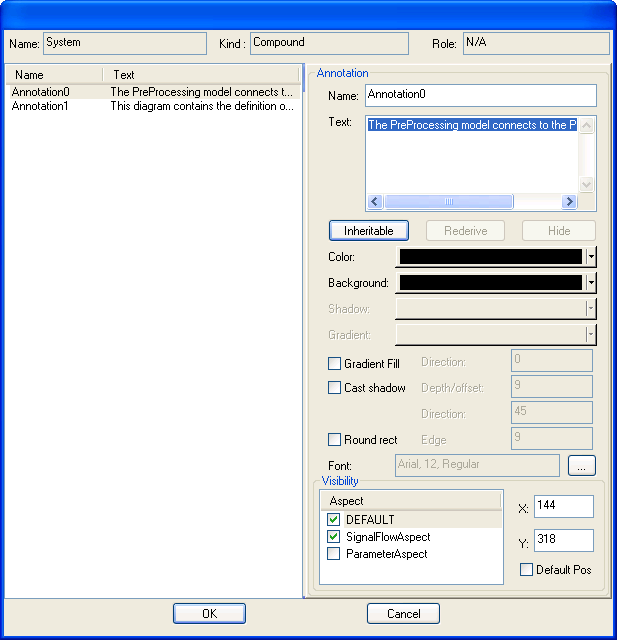 Name: System Kind : Compound Role: N/A
Name Text
Annotation0 The PreProcessing model connects t...
Annotation1 This diagram contains the definition o...
Annotation
Name: Annotation0
Text: The PreProcessing model connects to the P
Inheritable Rederive Hide
Color:
Background:
Shadow:
Gradient:
Gradient Fill Direction: 0
Cast shadow Depth/offset: 9
Direction: 45
Round rect Edge 9
Font: Arial, 12, Regular ...
Visibility
Aspect
DEFAULT
SignalFlowAspect
ParameterAspect
X: 144
Y: 318
Default Pos
OK Cancel